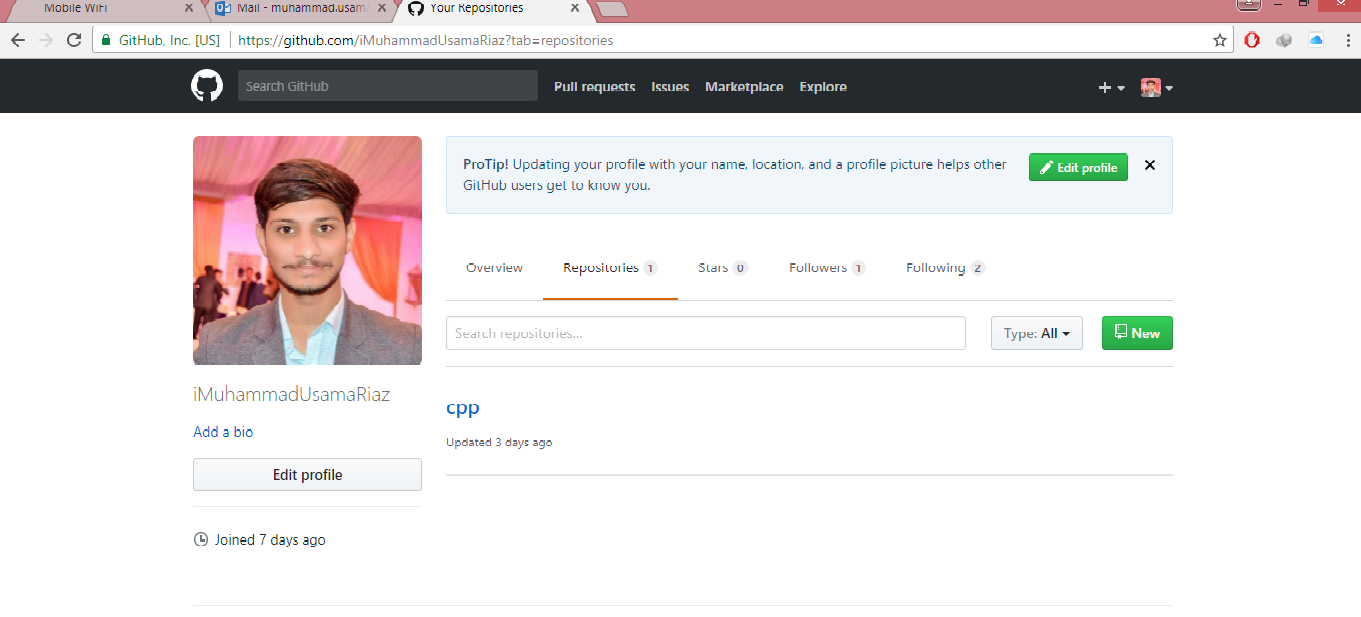 Mobile WiFi
Mail - muhammad.usama
Your Repositories
GitHub, Inc. [US]
https://github.com/iMuhammadUsamaRiaz?tab=repositories
Search GitHub
Pull requests
Issues
Marketplace
Explore
ProTip! Updating your profile with your name, location, and a profile picture helps other
GitHub users get to know you.
Edit profile
Overview
Repositories 1
Stars 0
Followers 1
Following 2
Search repositories...
Type: All
New
iMuhammadUsamaRiaz
Add a bio
Edit profile
Joined 7 days ago
cpp
Updated 3 days ago